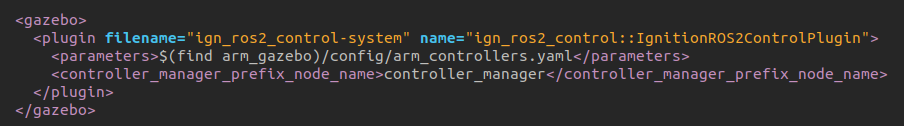 <gazebo>
<plugin filename="ign_ros2_control-system" name="ign_ros2_control::IgnitionROS2ControlPlugin">
<parameters>$(find arm_gazebo)/config/arm_controllers.yaml</parameters>
<controller_manager_prefix_node_name>controller_manager</controller_manager_prefix_node_name>
</plugin>
</gazebo>